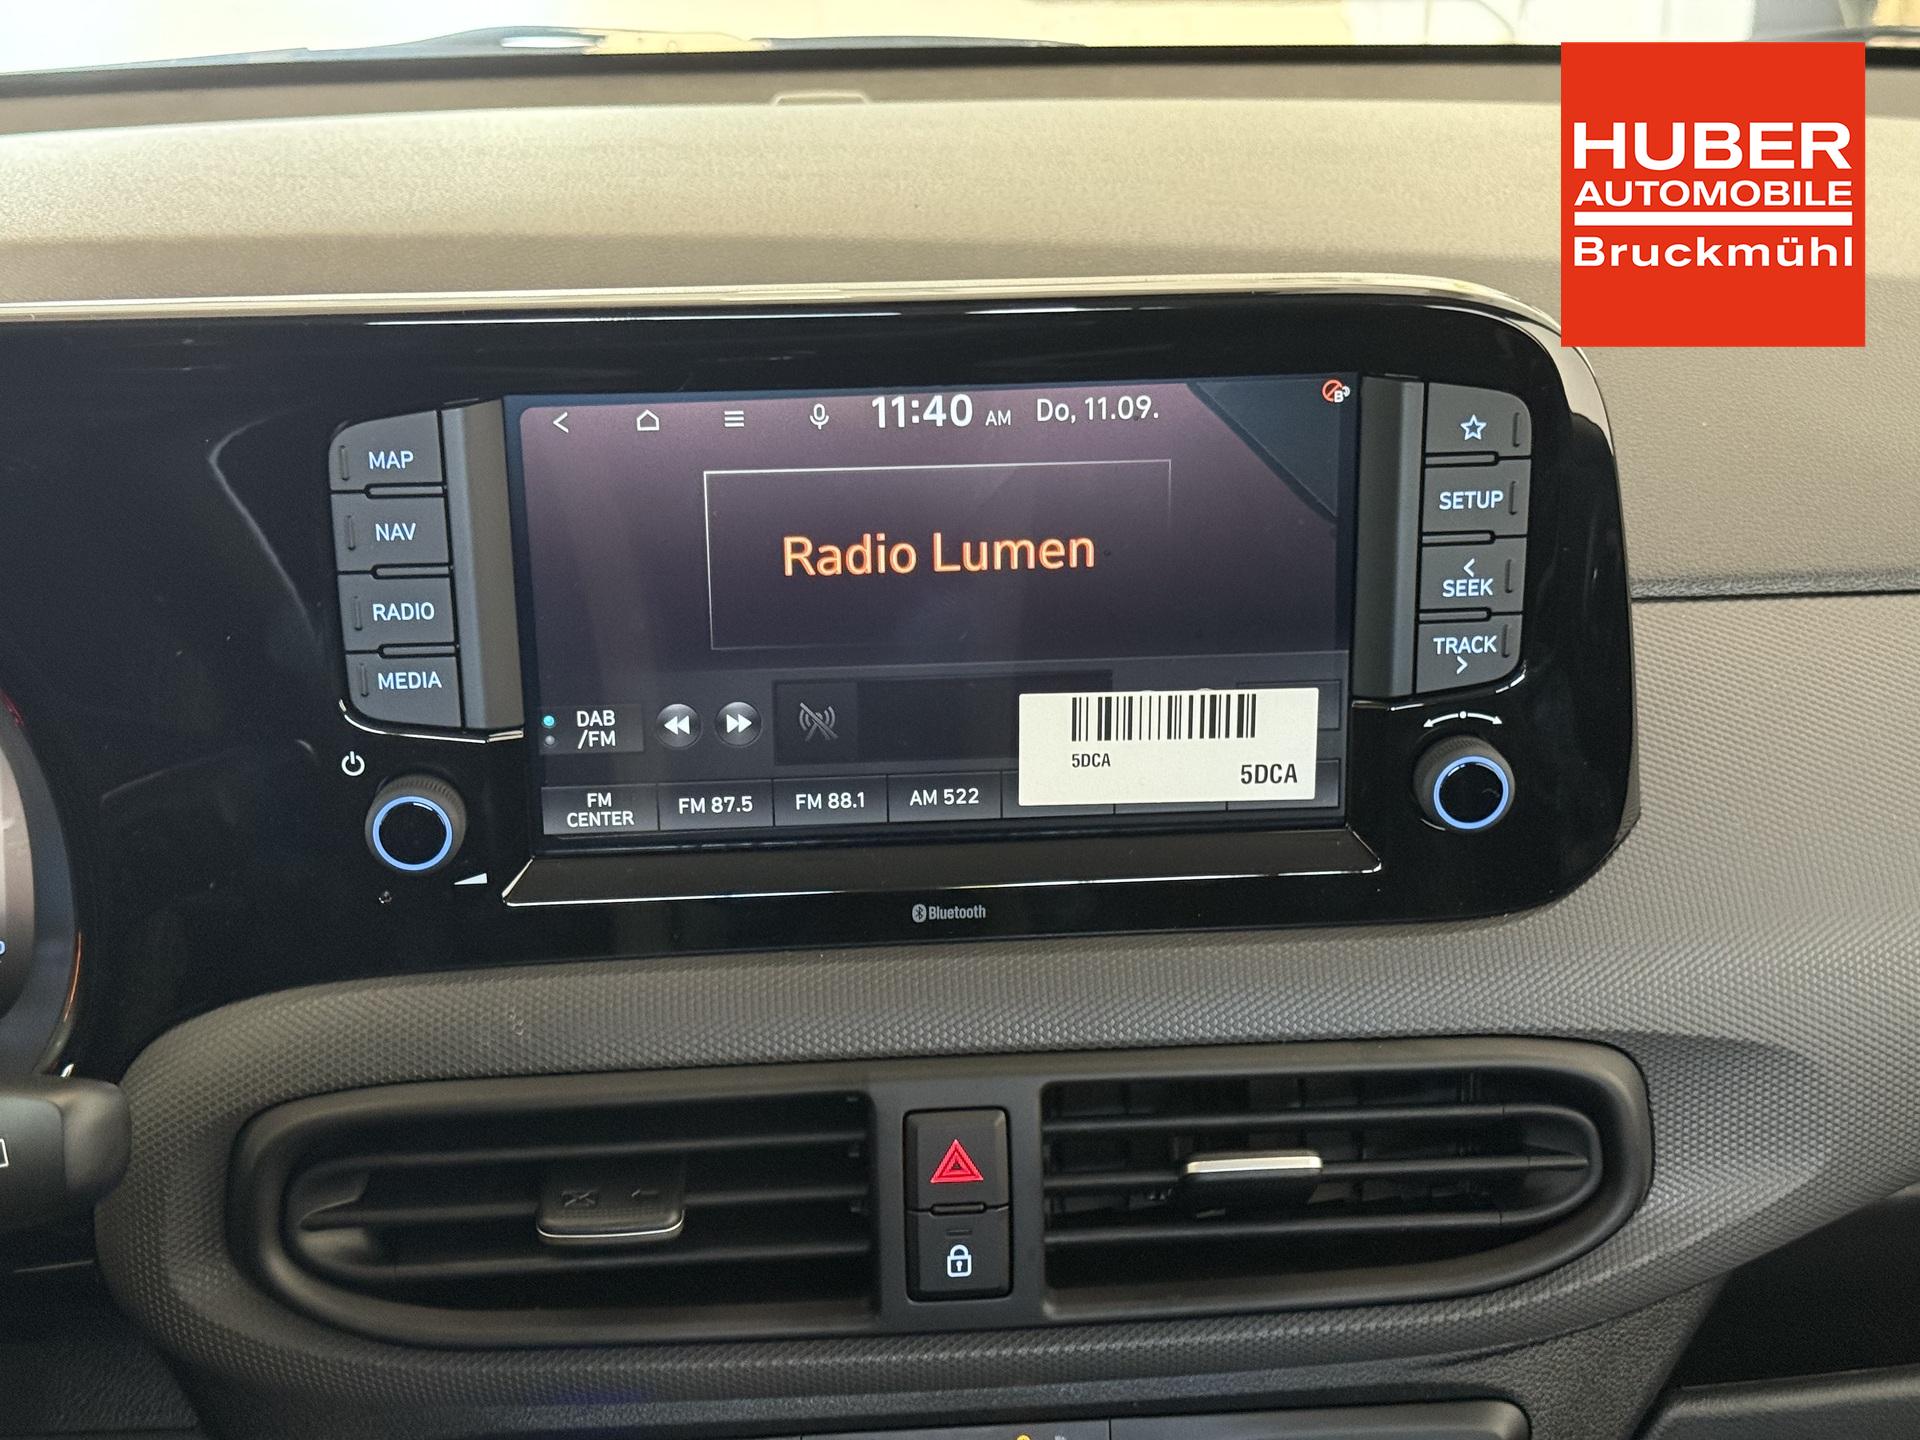 HUBER
AUTOMOBILE
Bruckmühl
11:40 AM Do, 11.09.
MAP
NAV
RADIO
MEDIA
Radio Lumen
SETUP
<
SEEK
TRACK
>
DAB
/FM
5DCA
5DCA
FM
CENTER
FM 87.5
FM 88.1
AM 522
Bluetooth